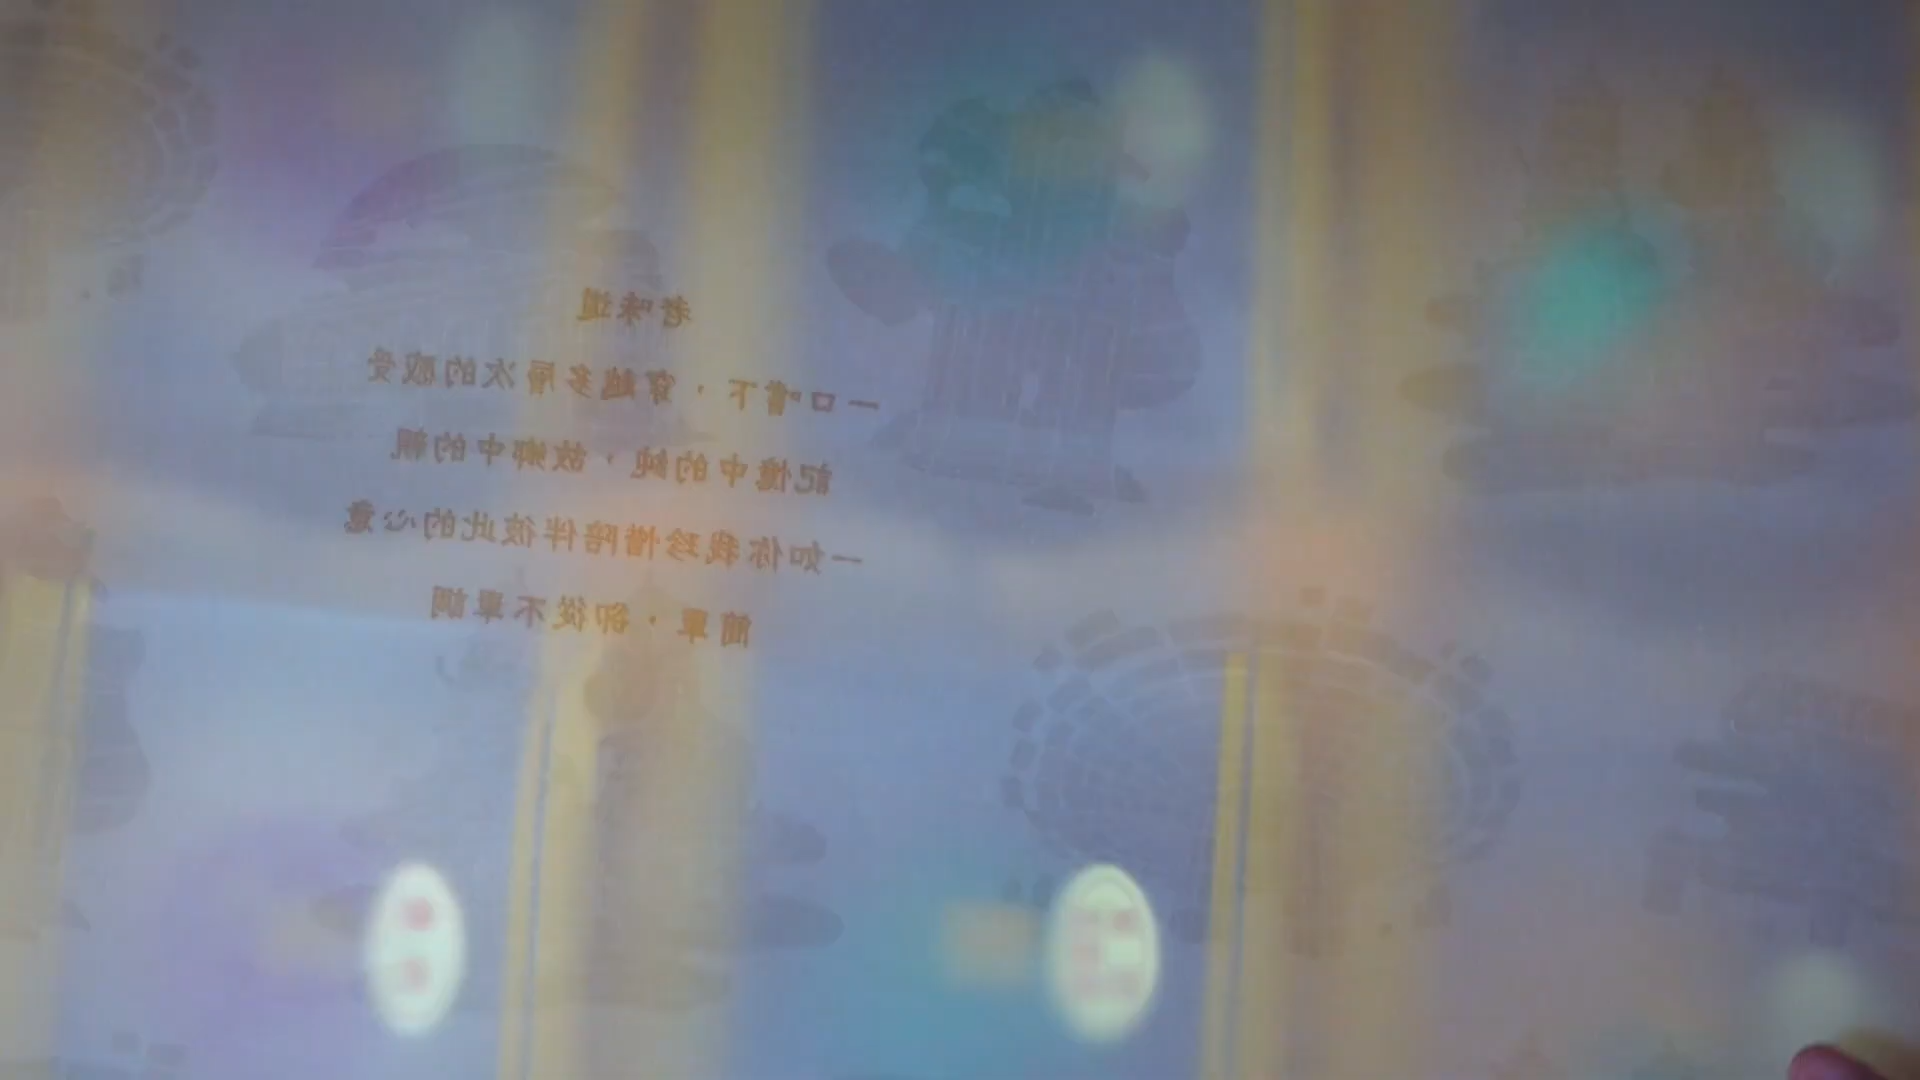 老味道
一口嚐下，穿越多層次的感受
記憶中的純，故鄉中的親
一如你我珍惜陪伴彼此的心意
簡單，卻從不單調